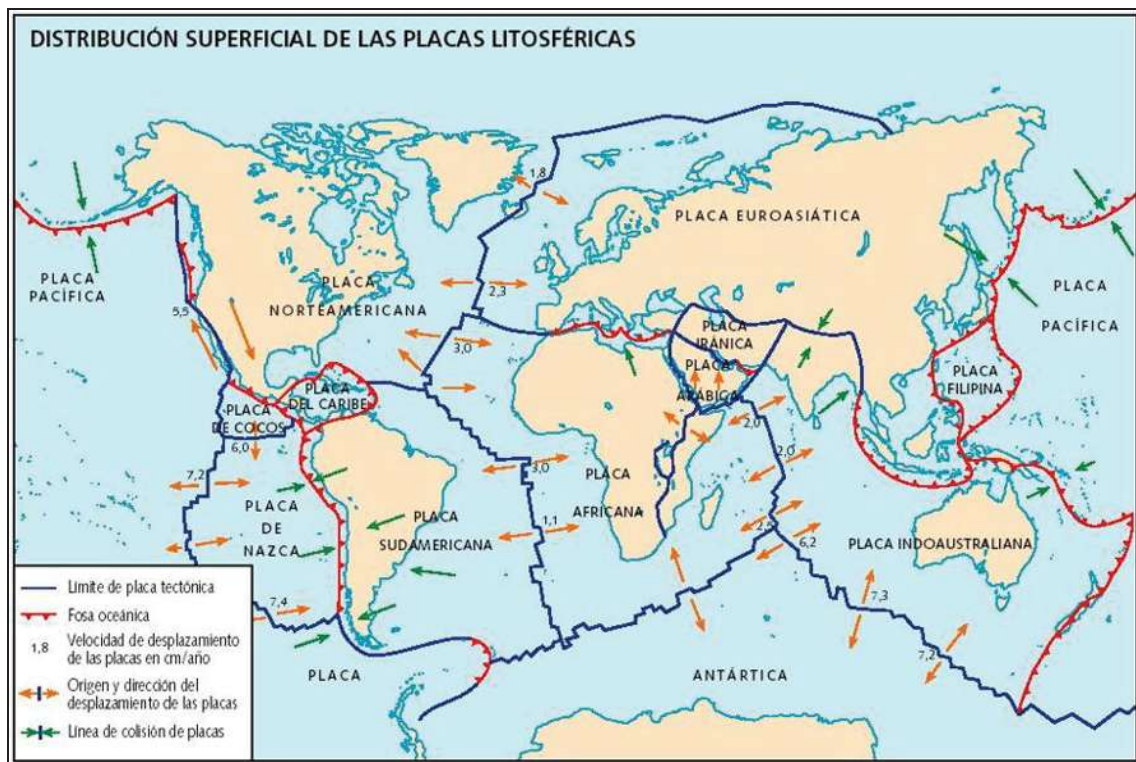 DISTRIBUCIÓN SUPERFICIAL DE LAS PLACAS LITOSFÉRICAS
1,8
PLACA EUROASIÁTICA
PLACA
PACÍFICA
PLACA
NORTEAMERICANA
2,3
PLACA
PACÍFICA
5,5
3,0
PLACA
IRÁNICA
PLACA
ARÁBIGA
PLACA
FILIPINA
PLACA
DEL CARIBE
PLACA
DE COCOS
6,0
2,0
2,0
7,2
3,0
PLACA
AFRICANA
PLACA
DE
NAZCA
PLACA
SUDAMERICANA
1,1
6,2
PLACA INDOAUSTRALIANA
7,4
7,3
7,2
PLACA
ANTÁRTICA
Límite de placa tectónica
Fosa oceánica
1,8
Velocidad de desplazamiento
de las placas en cm/año
Origen y dirección del
desplazamiento de las placas
Línea de colisión de placas